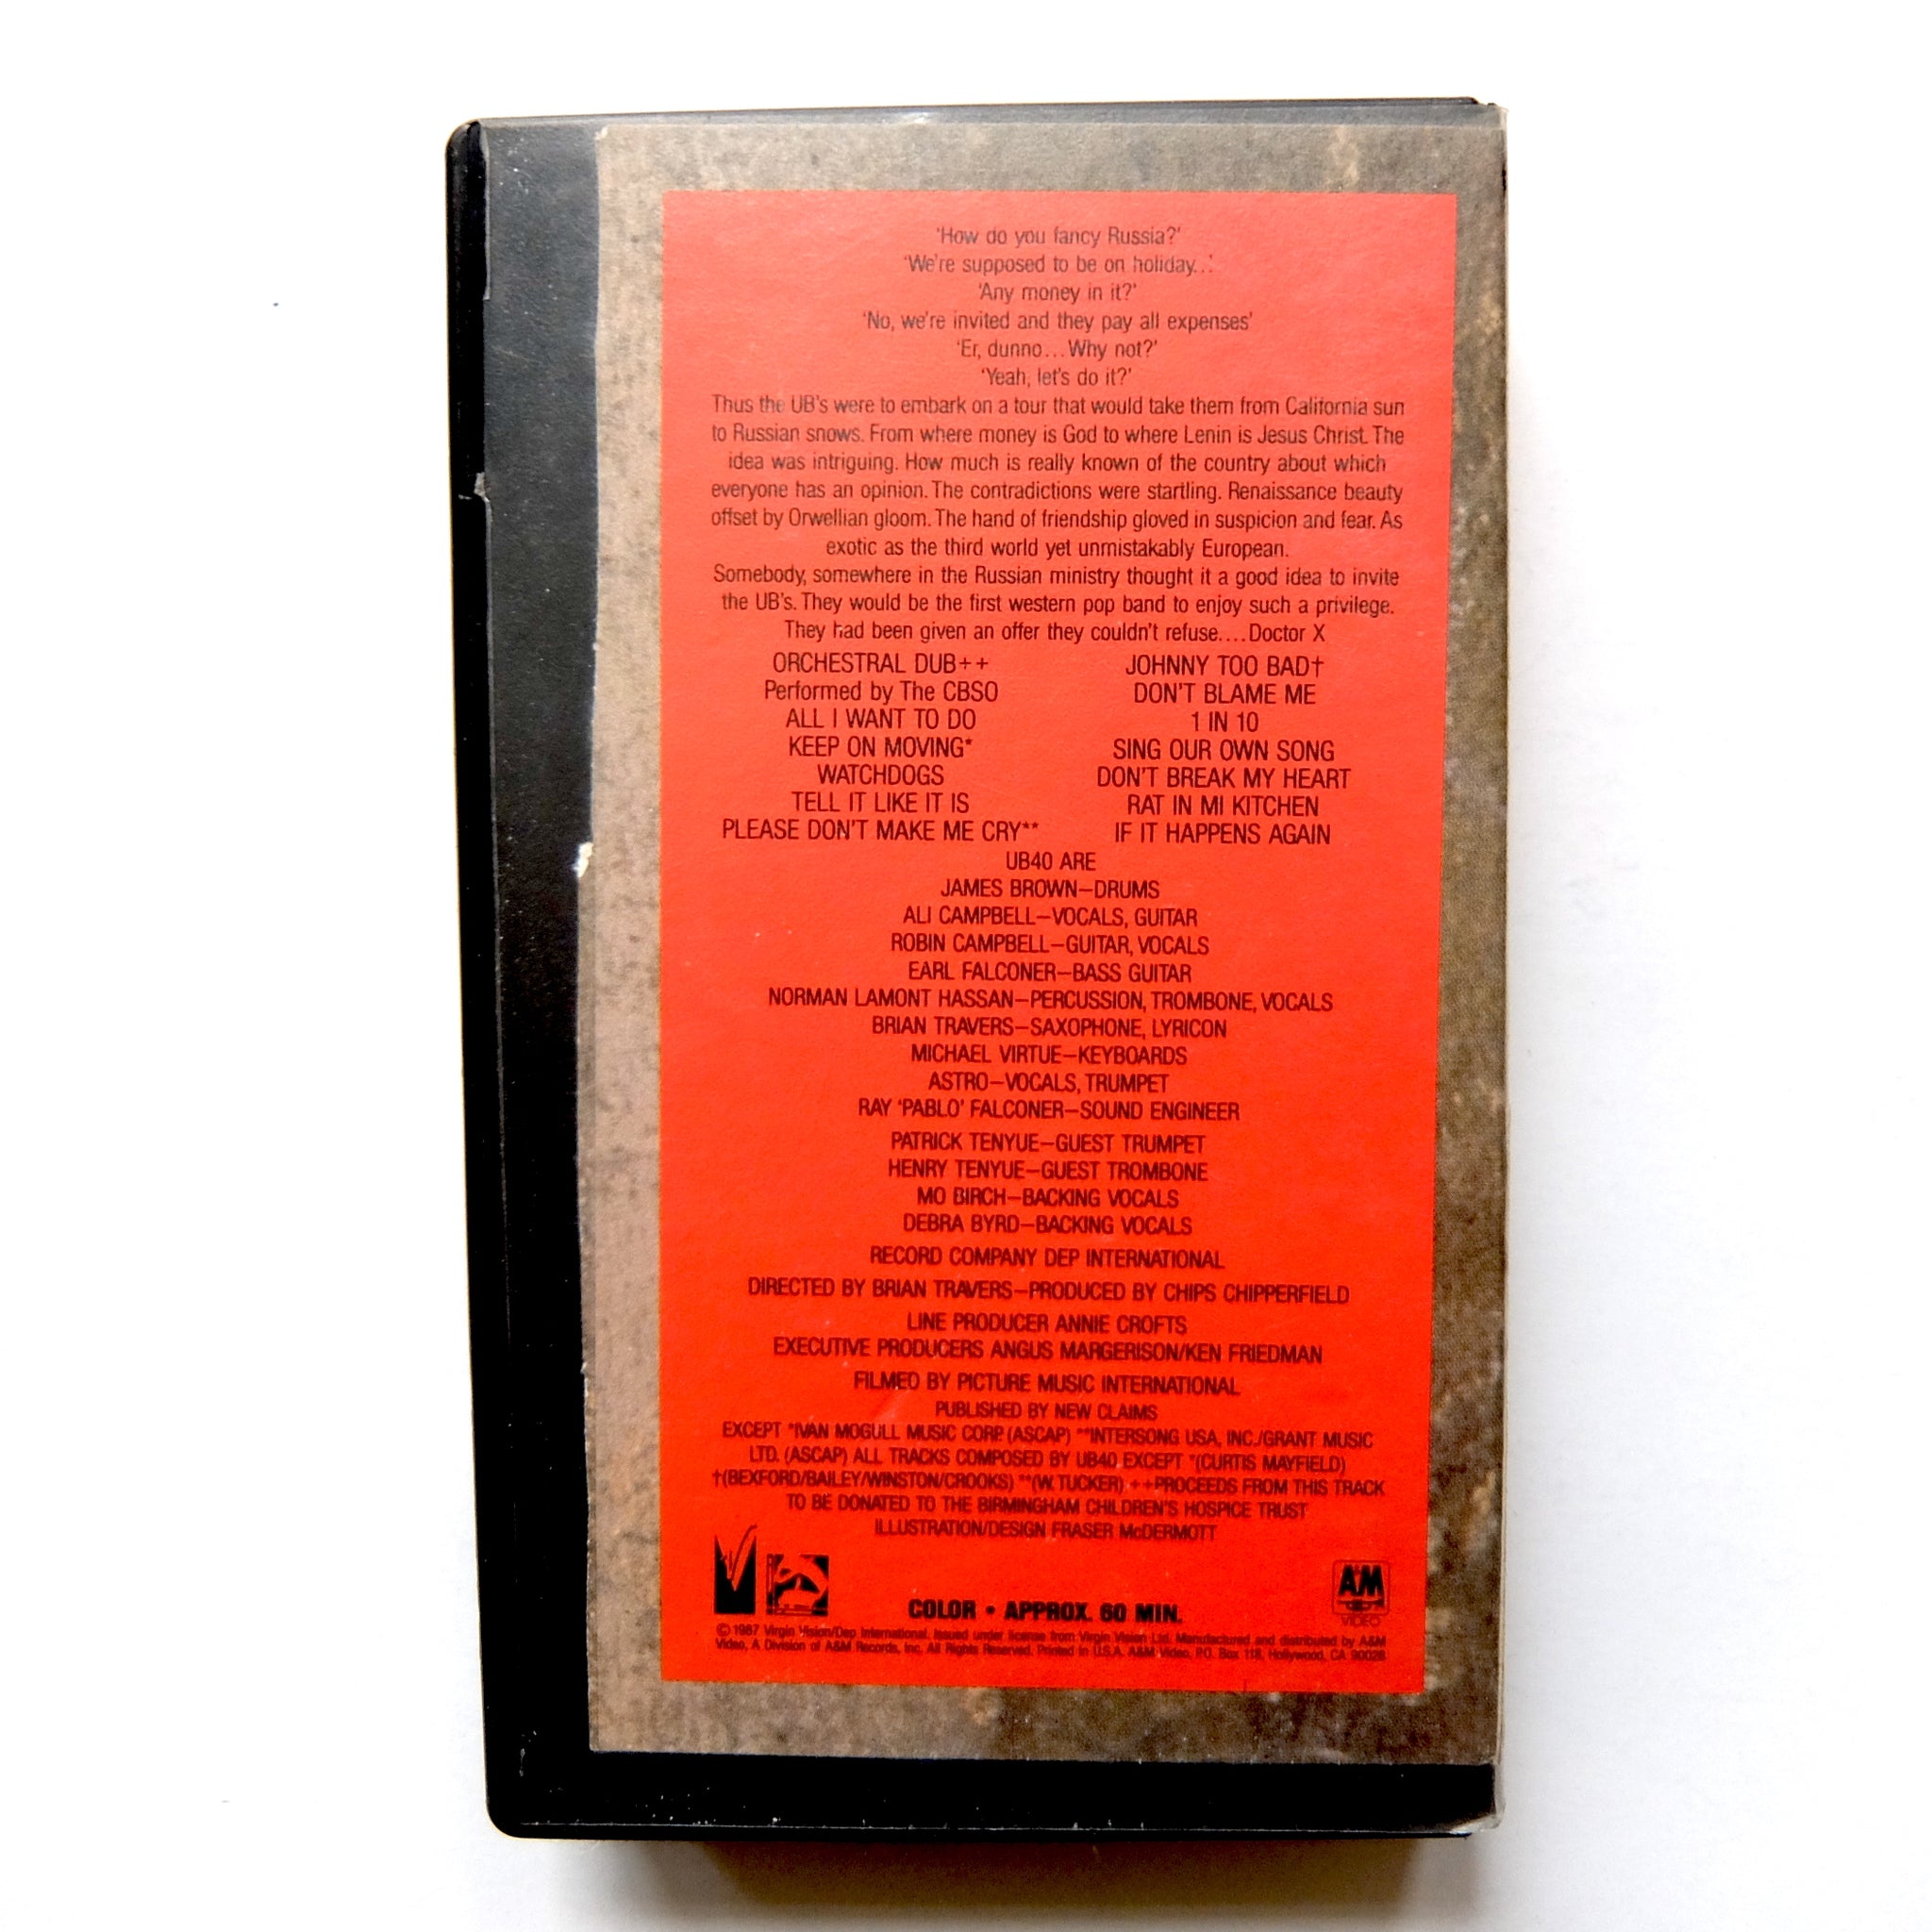 'How do you fancy Russia?'
'We're supposed to be on holiday...'
'Any money in it?'
'No, we're invited and they pay all expenses'
'Er, dunno...Why not?'
'Yeah, let's do it?'
Thus the UB's were to embark on a tour that would take them from California sun
to Russian snows. From where money is God to where Lenin is Jesus Christ. The
idea was intriguing. How much is really known of the country about which
everyone has an opinion. The contradictions were startling. Renaissance beauty
offset by Orwellian gloom. The hand of friendship gloved in suspicion and fear. As
exotic as the third world yet unmistakably European.
Somebody, somewhere in the Russian ministry thought it a good idea to invite
the UB's. They would be the first western pop band to enjoy such a privilege.
They had been given an offer they couldn't refuse....Doctor X
ORCHESTRAL DUB++
Performed by The CBSO
ALL I WANT TO DO
KEEP ON MOVING*
WATCHDOGS
TELL IT LIKE IT IS
PLEASE DON'T MAKE ME CRY**
JOHNNY TOO BAD†
DON'T BLAME ME
1 IN 10
SING OUR OWN SONG
DON'T BREAK MY HEART
RAT IN MI KITCHEN
IF IT HAPPENS AGAIN
UB40 ARE
JAMES BROWN—DRUMS
ALI CAMPBELL—VOCALS, GUITAR
ROBIN CAMPBELL—GUITAR, VOCALS
EARL FALCONER—BASS GUITAR
NORMAN LAMONT HASSAN—PERCUSSION, TROMBONE, VOCALS
BRIAN TRAVERS—SAXOPHONE, LYRICON
MICHAEL VIRTUE—KEYBOARDS
ASTRO—VOCALS, TRUMPET
RAY 'PABLO' FALCONER—SOUND ENGINEER
PATRICK TENYUE—GUEST TRUMPET
HENRY TENYUE—GUEST TROMBONE
MO BIRCH—BACKING VOCALS
DEBRA BYRD—BACKING VOCALS
RECORD COMPANY DEP INTERNATIONAL
DIRECTED BY BRIAN TRAVERS—PRODUCED BY CHIPS CHIPPERFIELD
LINE PRODUCER ANNIE CROFTS
EXECUTIVE PRODUCERS ANGUS MARGERISON/KEN FRIEDMAN
FILMED BY PICTURE MUSIC INTERNATIONAL
PUBLISHED BY NEW CLAIMS
EXCEPT *IVAN MOGULL MUSIC CORP. (ASCAP) **INTERSONG USA, INC./GRANT MUSIC
LTD. (ASCAP) ALL TRACKS COMPOSED BY UB40 EXCEPT *(CURTIS MAYFIELD)
†(BEXFORD/BAILEY/WINSTON/CROOKS) **(W. TUCKER) ++PROCEEDS FROM THIS TRACK
TO BE DONATED TO THE BIRMINGHAM CHILDREN'S HOSPICE TRUST
ILLUSTRATION/DESIGN FRASER McDERMOTT
A&M
VIDEO
COLOR • APPROX. 60 MIN.
©1987 Virgin Vision/Dep International. Issued under license from Virgin Vision Ltd. Manufactured and distributed by A&M
Video, A Division of A&M Records, Inc. All Rights Reserved. Printed in U.S.A. A&M Video, P.O. Box 118, Hollywood, CA 90028